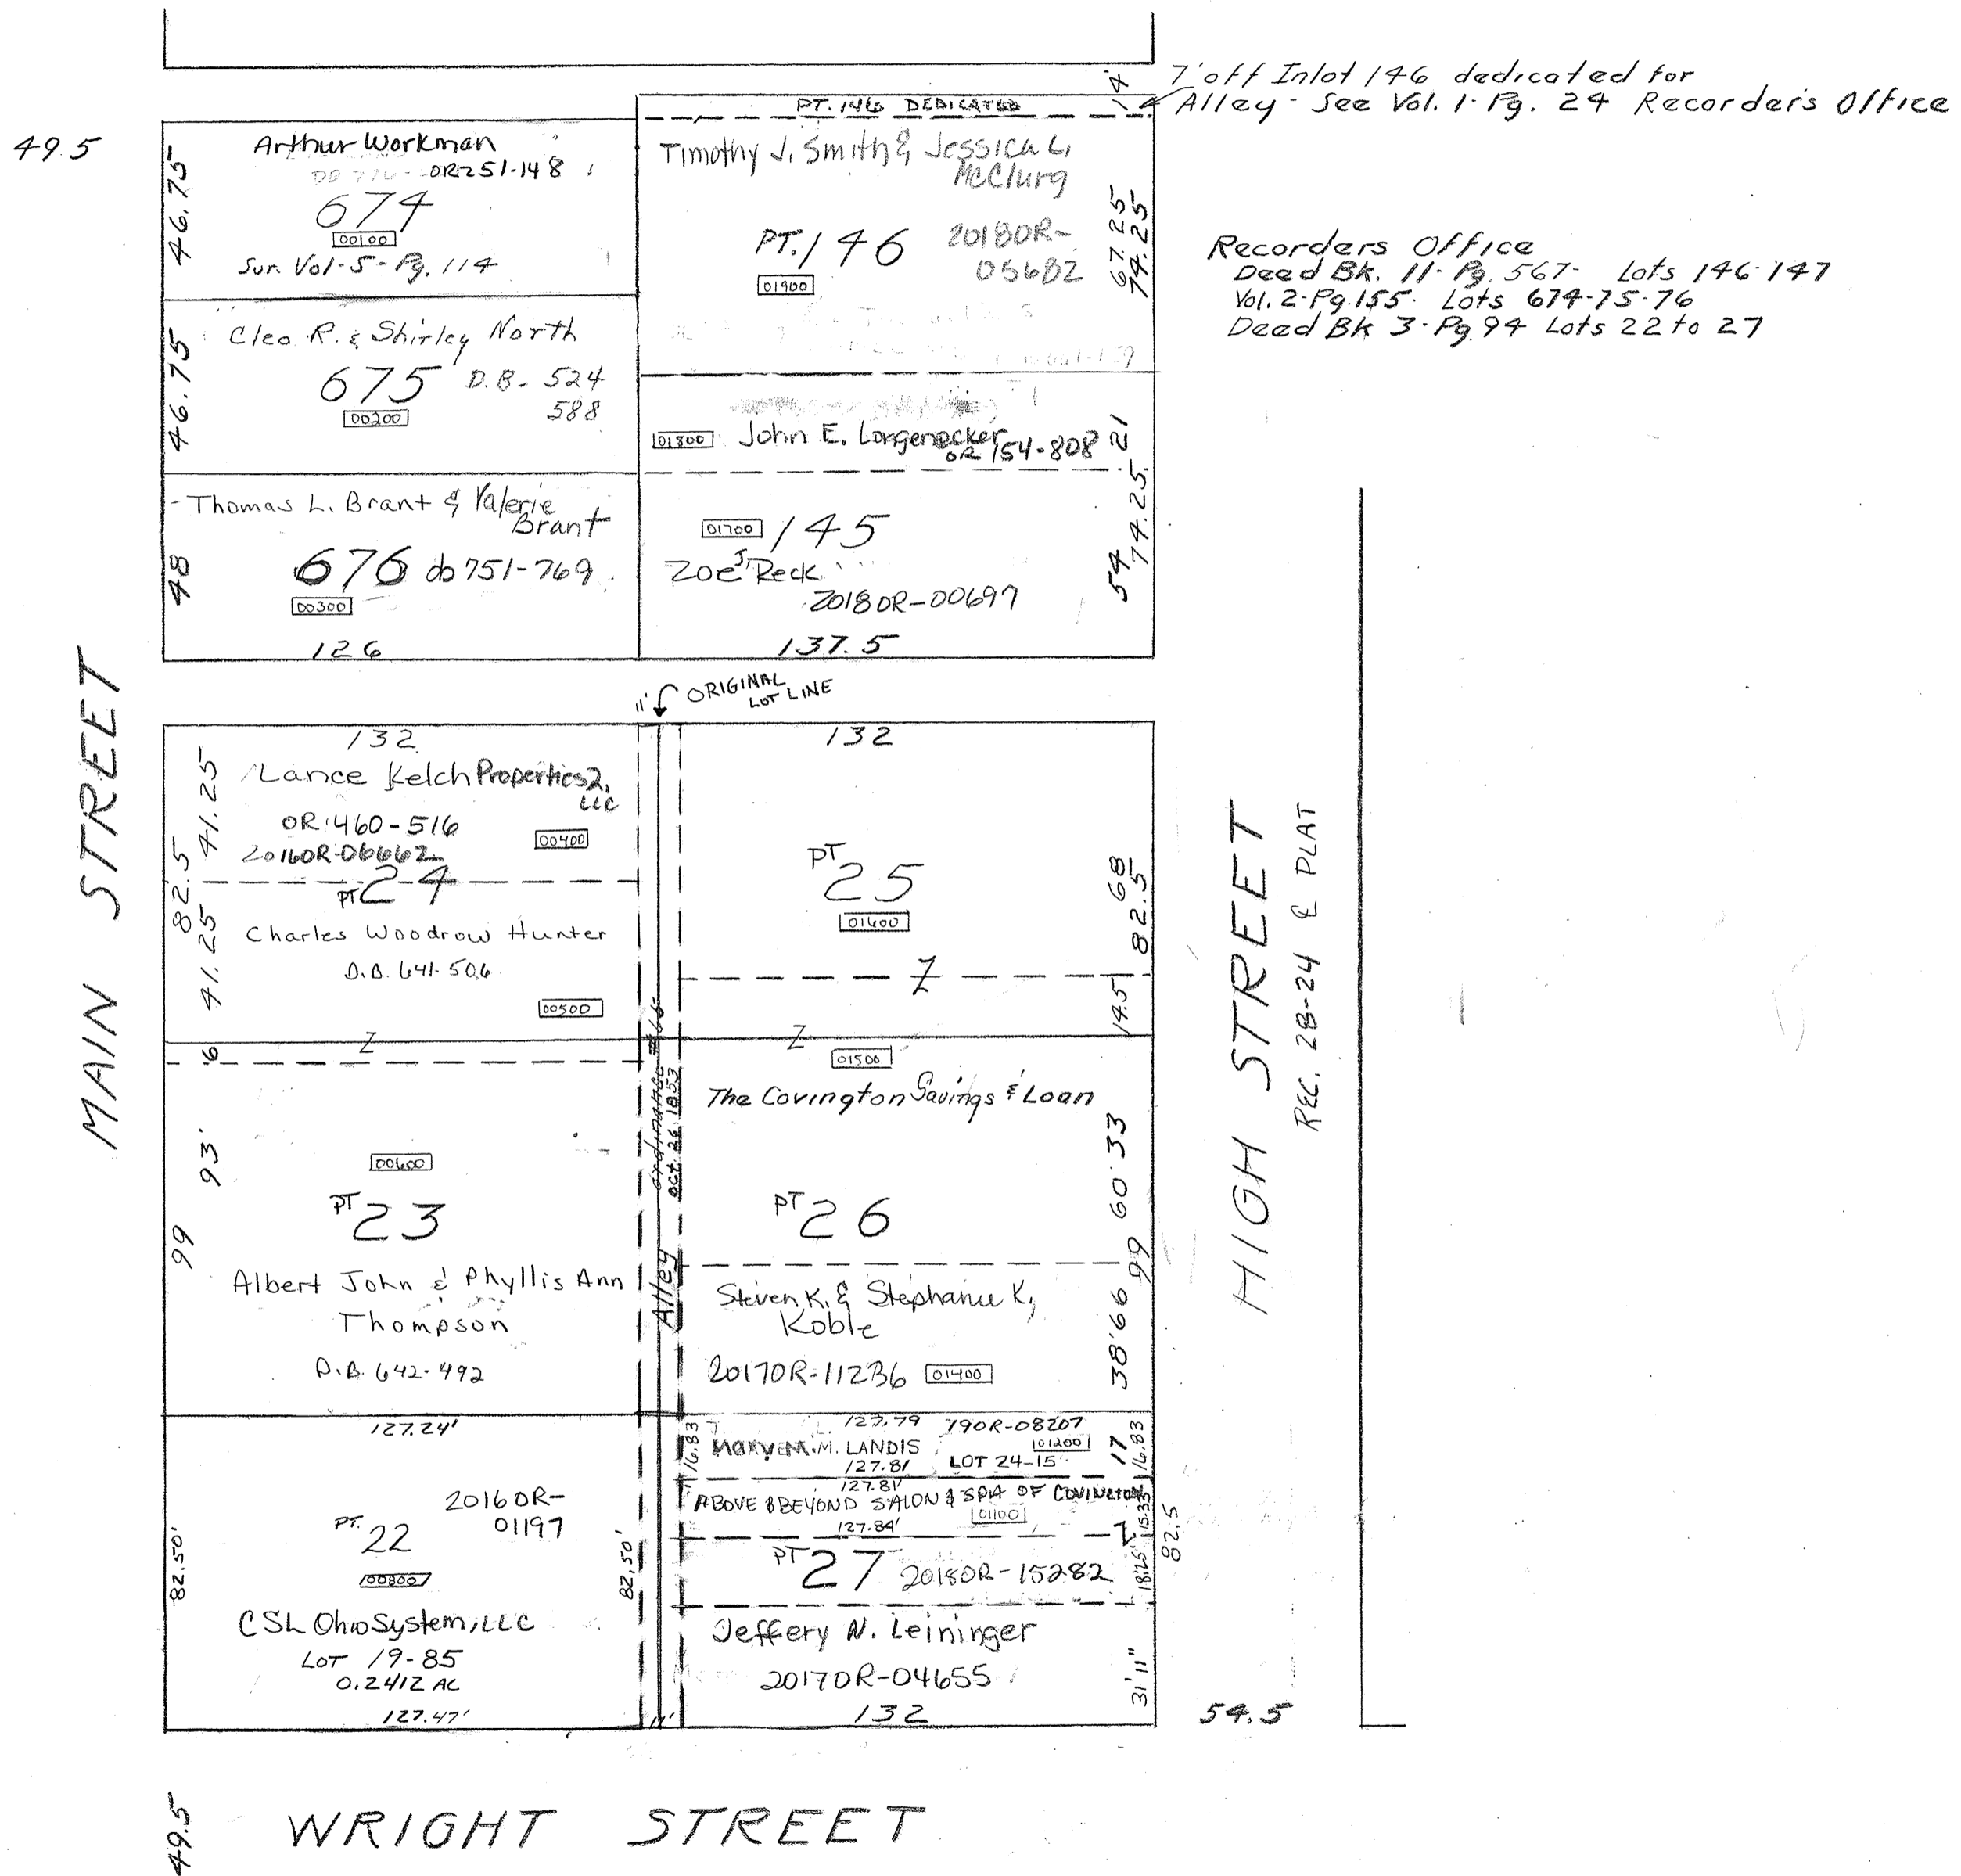 7' off Inlot 146 dedicated for
Alley - See Vol. 1 - Pg. 24 Recorder's Office
14
PT. 146 DEDICATED
49.5
46.75
Arthur Workman
OR251-148
674
00100
Sur. Vol-5-Pg. 114
Timothy J. Smith & Jessica L.
McClurg
PT. 146
2018OR-
05682
01900
67.25
74.25
Recorders Office
Deed Bk. 11- Pg. 567- Lots 146-147
Vol. 2-Pg.155- Lots 674-75-76
Deed Bk 3-Pg.94 Lots 22 to 27
46.75
Cleo R. & Shirley North
675
D.B. - 524
588
00200
01800
John E. Longenecker
OR 154-808
21
74.25
48
Thomas L. Brant & Valerie
Brant
676 db 751-769
00300
126
01700
145
Zoe J Reck
2018OR-00697
54
137.5
11'
ORIGINAL
LOT LINE
MAIN STREET
132
Lance Kelch Properties 2,
LLC
OR 460-516
00400
2016OR-06662
41.25
82.5
PT 24
Charles Woodrow Hunter
D.B. 641-506
00500
41.25
132
PT 25
01600
68
82.5
Z
14.5
HIGH STREET
REC. 28-24 & PLAT
6'
Z
93'
99
00600
PT 23
Albert John & Phyllis Ann
Thompson
D.B. 642-492
ordinance #65
Oct. 26, 1853
Alley
Z
01500
The Covington Savings & Loan
PT 26
60'33
99
Steven K. & Stephanie K.
Koble
2017OR-11236
01400
38'66
127.24'
82.50'
PT. 22
2016OR-
01197
00800
CSL Ohio System, LLC
LOT 19-85
0.2412 AC
127.47'
82.50'
16.83
127.79
790R-08207
M. LANDIS
01200
127.81
LOT 24-15
17
16.83
127.81'
ABOVE & BEYOND SALON & SPA OF COVINGTON
01100
127.84'
15.33
Z
82.5
PT 27
2018OR-15282
18'25
Jeffery N. Leininger
2017OR-04655
31'11"
132
11'
54.5
49.5
WRIGHT STREET